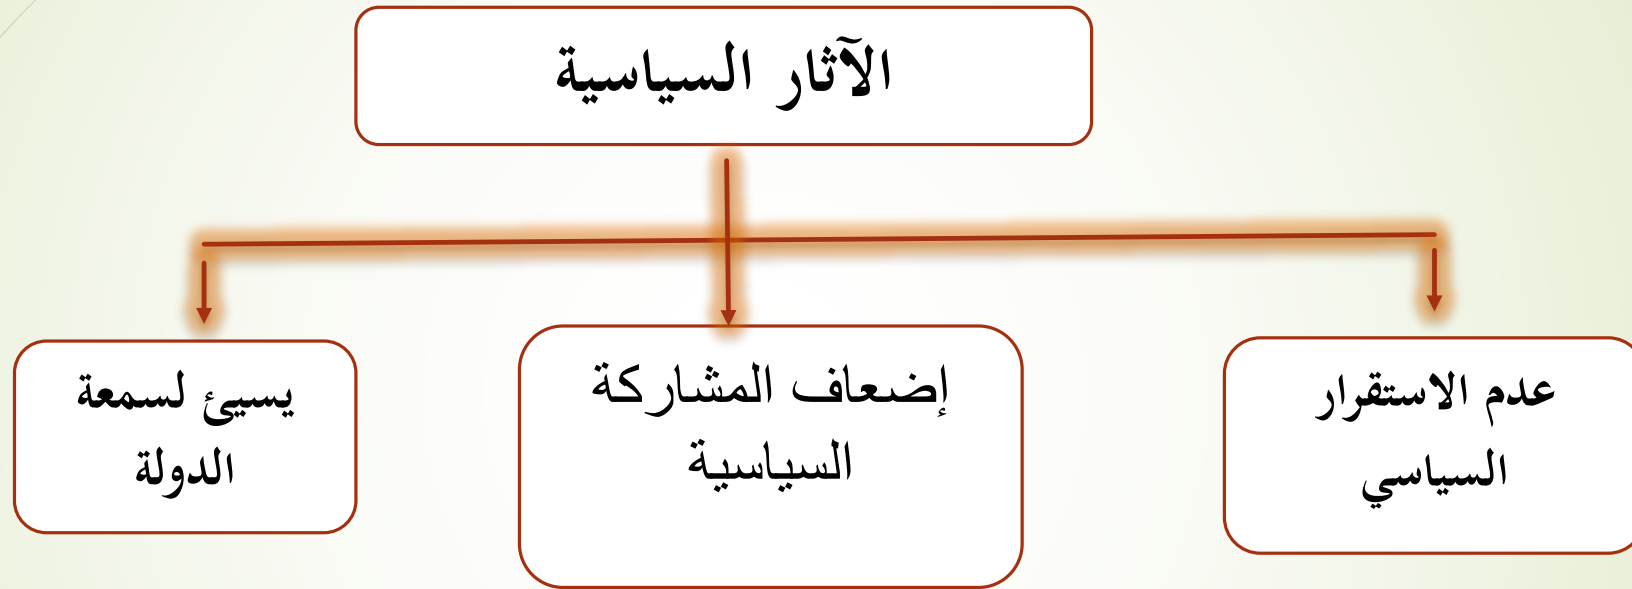 الآثار السياسية
عدم الاستقرار
السياسي
إضعاف المشاركة
السياسية
يسيئ لسمعة
الدولة